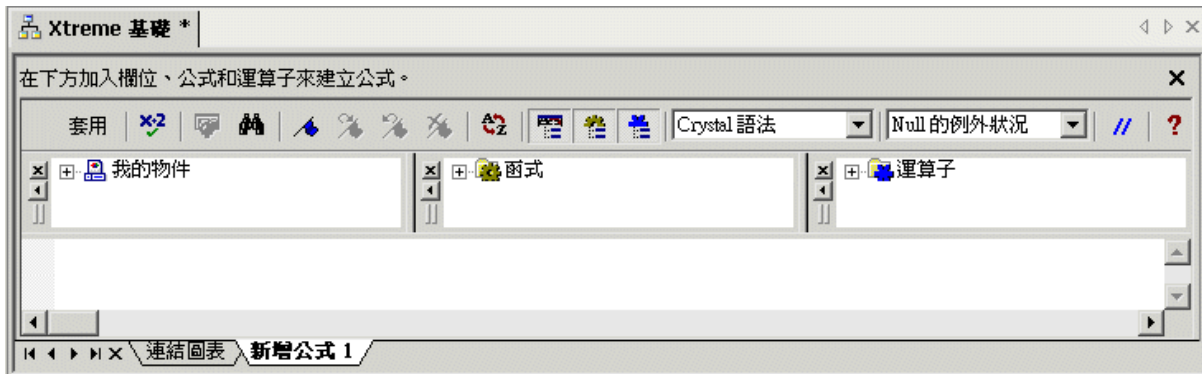 Xtreme 基礎 *
在下方加入欄位、公式和運算子來建立公式。
套用 Crystal 語法 Null 的例外狀況
我的物件 函式 運算子
連結圖表 新增公式 1